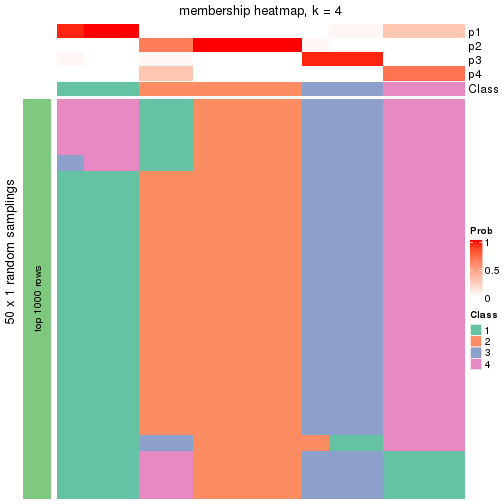 membership heatmap, k = 4
p1
p2
p3
p4
Class
50 x 1 random samplings
top 1000 rows
Prob
1
0.5
0
Class
1
2
3
4